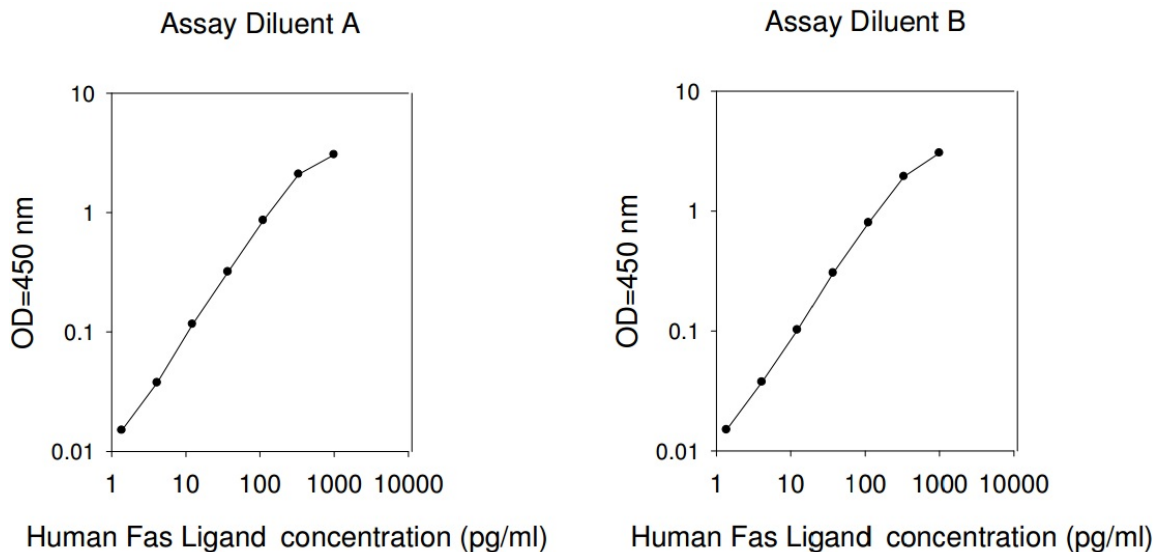 Assay Diluent A
10
1
0.1
0.01
OD=450 nm
1 10 100 1000 10000
Human Fas Ligand concentration (pg/ml)
Assay Diluent B
10
1
0.1
0.01
OD=450 nm
1 10 100 1000 10000
Human Fas Ligand concentration (pg/ml)